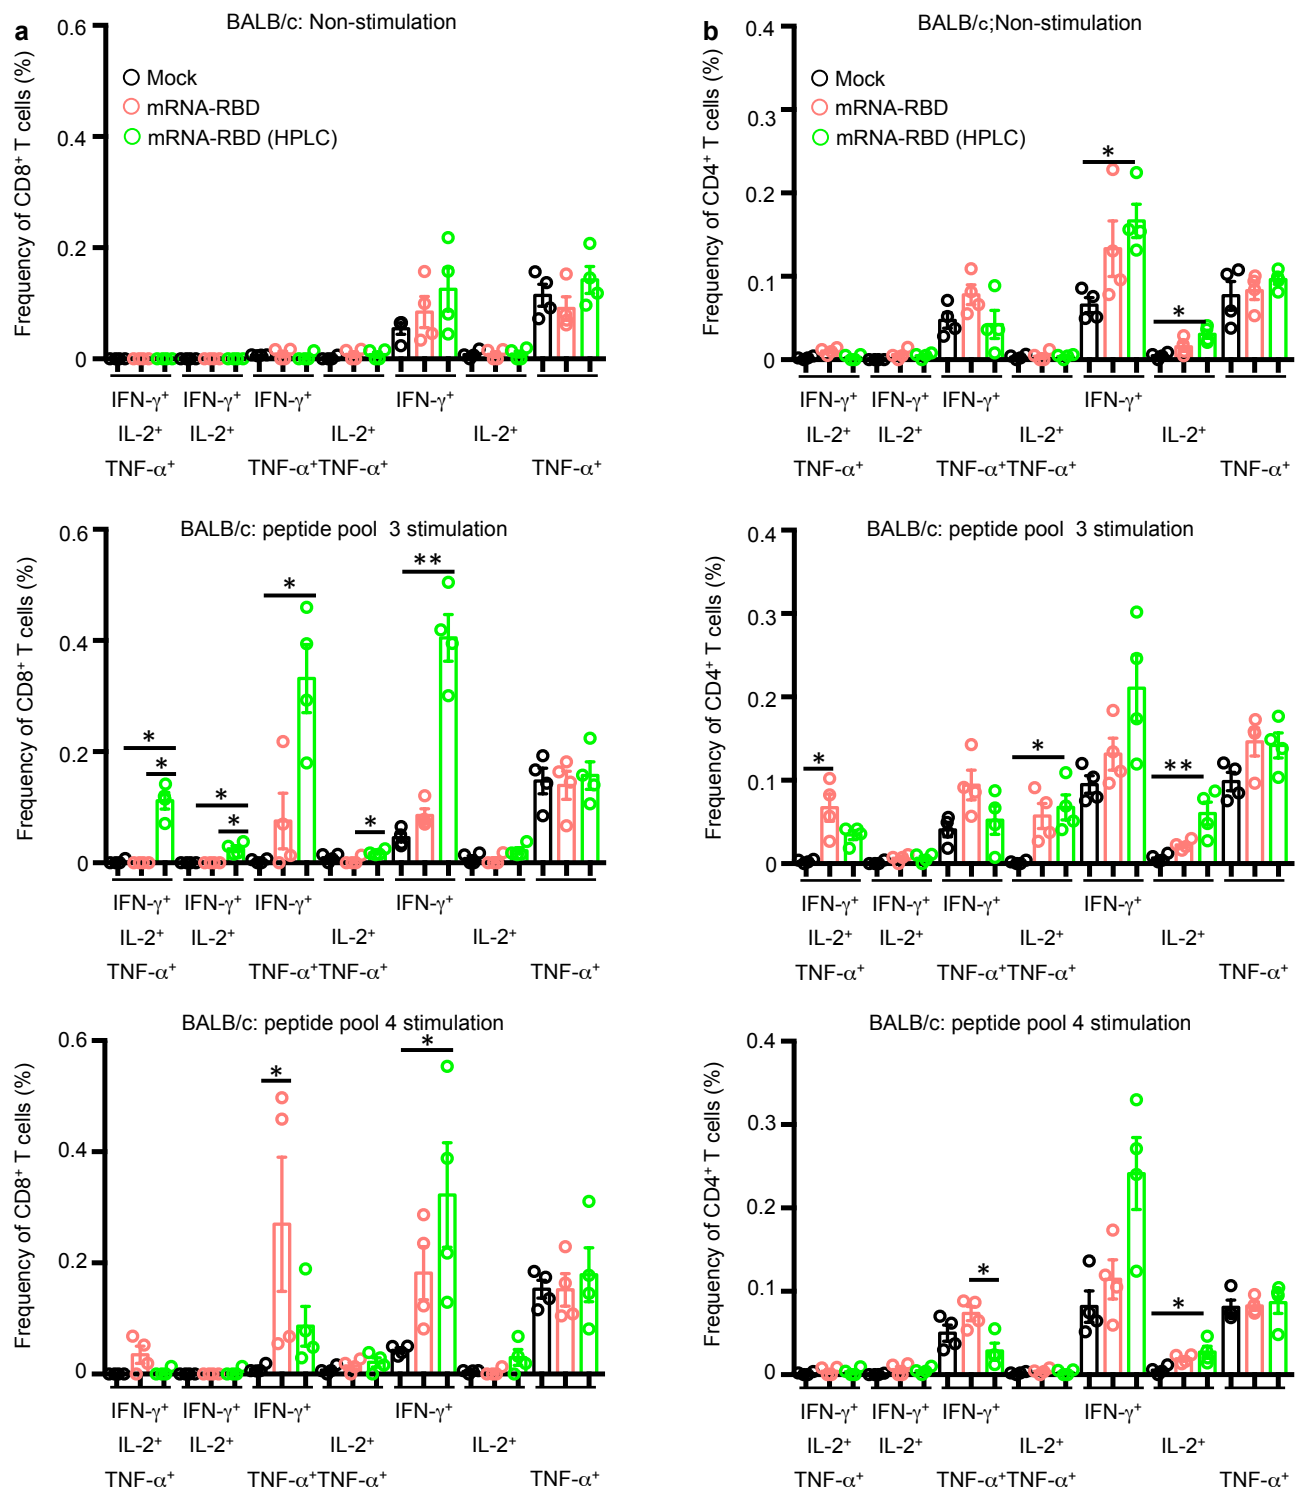 a
BALB/c: Non-stimulation
Frequency of CD8⁺ T cells (%)
0.6
0.4
0.2
0
Mock
mRNA-RBD
mRNA-RBD (HPLC)
IFN-γ⁺ IFN-γ⁺ IFN-γ⁺ IFN-γ⁺
IL-2⁺ IL-2⁺ IL-2⁺ IL-2⁺
TNF-α⁺ TNF-α⁺ TNF-α⁺ TNF-α⁺
b
BALB/c;Non-stimulation
Frequency of CD4⁺ T cells (%)
0.4
0.3
0.2
0.1
0
Mock
mRNA-RBD
mRNA-RBD (HPLC)
*
*
IFN-γ⁺ IFN-γ⁺ IFN-γ⁺ IFN-γ⁺
IL-2⁺ IL-2⁺ IL-2⁺ IL-2⁺
TNF-α⁺ TNF-α⁺ TNF-α⁺ TNF-α⁺
BALB/c: peptide pool 3 stimulation
Frequency of CD8⁺ T cells (%)
0.6
0.4
0.2
0
*
*
*
*
*
*
**
IFN-γ⁺ IFN-γ⁺ IFN-γ⁺ IFN-γ⁺
IL-2⁺ IL-2⁺ IL-2⁺ IL-2⁺
TNF-α⁺ TNF-α⁺ TNF-α⁺ TNF-α⁺
BALB/c: peptide pool 3 stimulation
Frequency of CD4⁺ T cells (%)
0.4
0.3
0.2
0.1
0
*
*
**
IFN-γ⁺ IFN-γ⁺ IFN-γ⁺ IFN-γ⁺
IL-2⁺ IL-2⁺ IL-2⁺ IL-2⁺
TNF-α⁺ TNF-α⁺ TNF-α⁺ TNF-α⁺
BALB/c: peptide pool 4 stimulation
Frequency of CD8⁺ T cells (%)
0.6
0.4
0.2
0
*
*
IFN-γ⁺ IFN-γ⁺ IFN-γ⁺ IFN-γ⁺
IL-2⁺ IL-2⁺ IL-2⁺ IL-2⁺
TNF-α⁺ TNF-α⁺ TNF-α⁺ TNF-α⁺
BALB/c: peptide pool 4 stimulation
Frequency of CD4⁺ T cells (%)
0.4
0.3
0.2
0.1
0
*
*
IFN-γ⁺ IFN-γ⁺ IFN-γ⁺ IFN-γ⁺
IL-2⁺ IL-2⁺ IL-2⁺ IL-2⁺
TNF-α⁺ TNF-α⁺ TNF-α⁺ TNF-α⁺